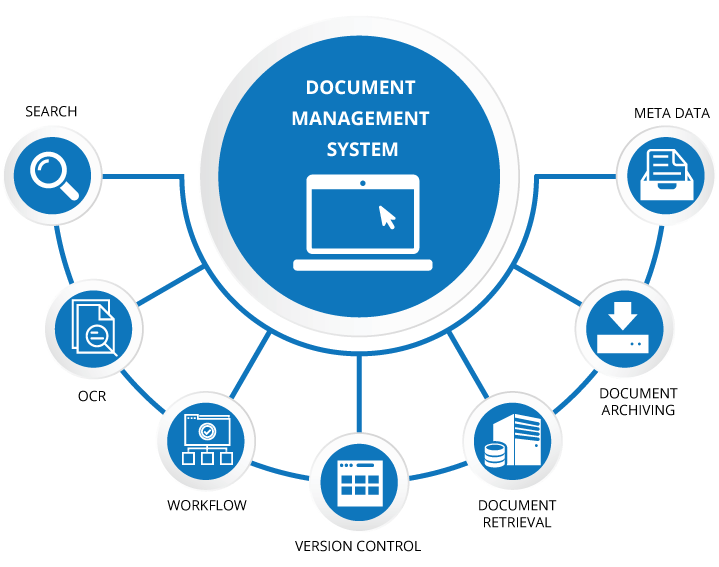 DOCUMENT
MANAGEMENT
SYSTEM
SEARCH
META DATA
OCR
DOCUMENT
ARCHIVING
WORKFLOW
DOCUMENT
RETRIEVAL
VERSION CONTROL